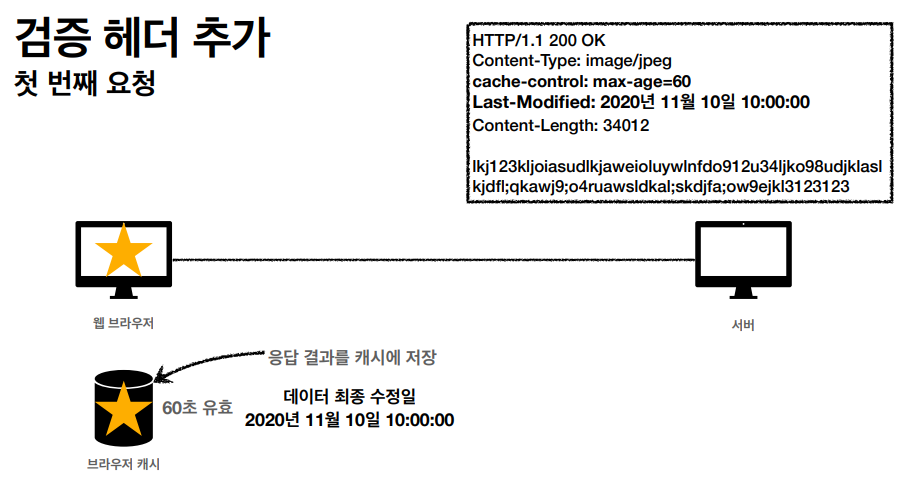 검증 헤더 추가
첫 번째 요청
HTTP/1.1 200 OK
Content-Type: image/jpeg
cache-control: max-age=60
Last-Modified: 2020년 11월 10일 10:00:00
Content-Length: 34012
lkj123kljoiasudlkjaweioluywlnfdo912u34ljko98udjklasl
kjdfl;qkawj9;o4ruawsldkal;skdjfa;ow9ejkl3123123
웹 브라우저
서버
응답 결과를 캐시에 저장
60초 유효
데이터 최종 수정일
2020년 11월 10일 10:00:00
브라우저 캐시